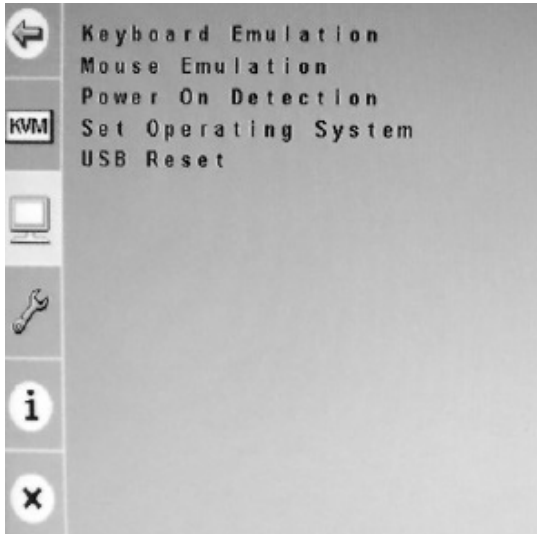 Keyboard Emulation
Mouse Emulation
Power On Detection
KVM
Set Operating System
USB Reset
i
x